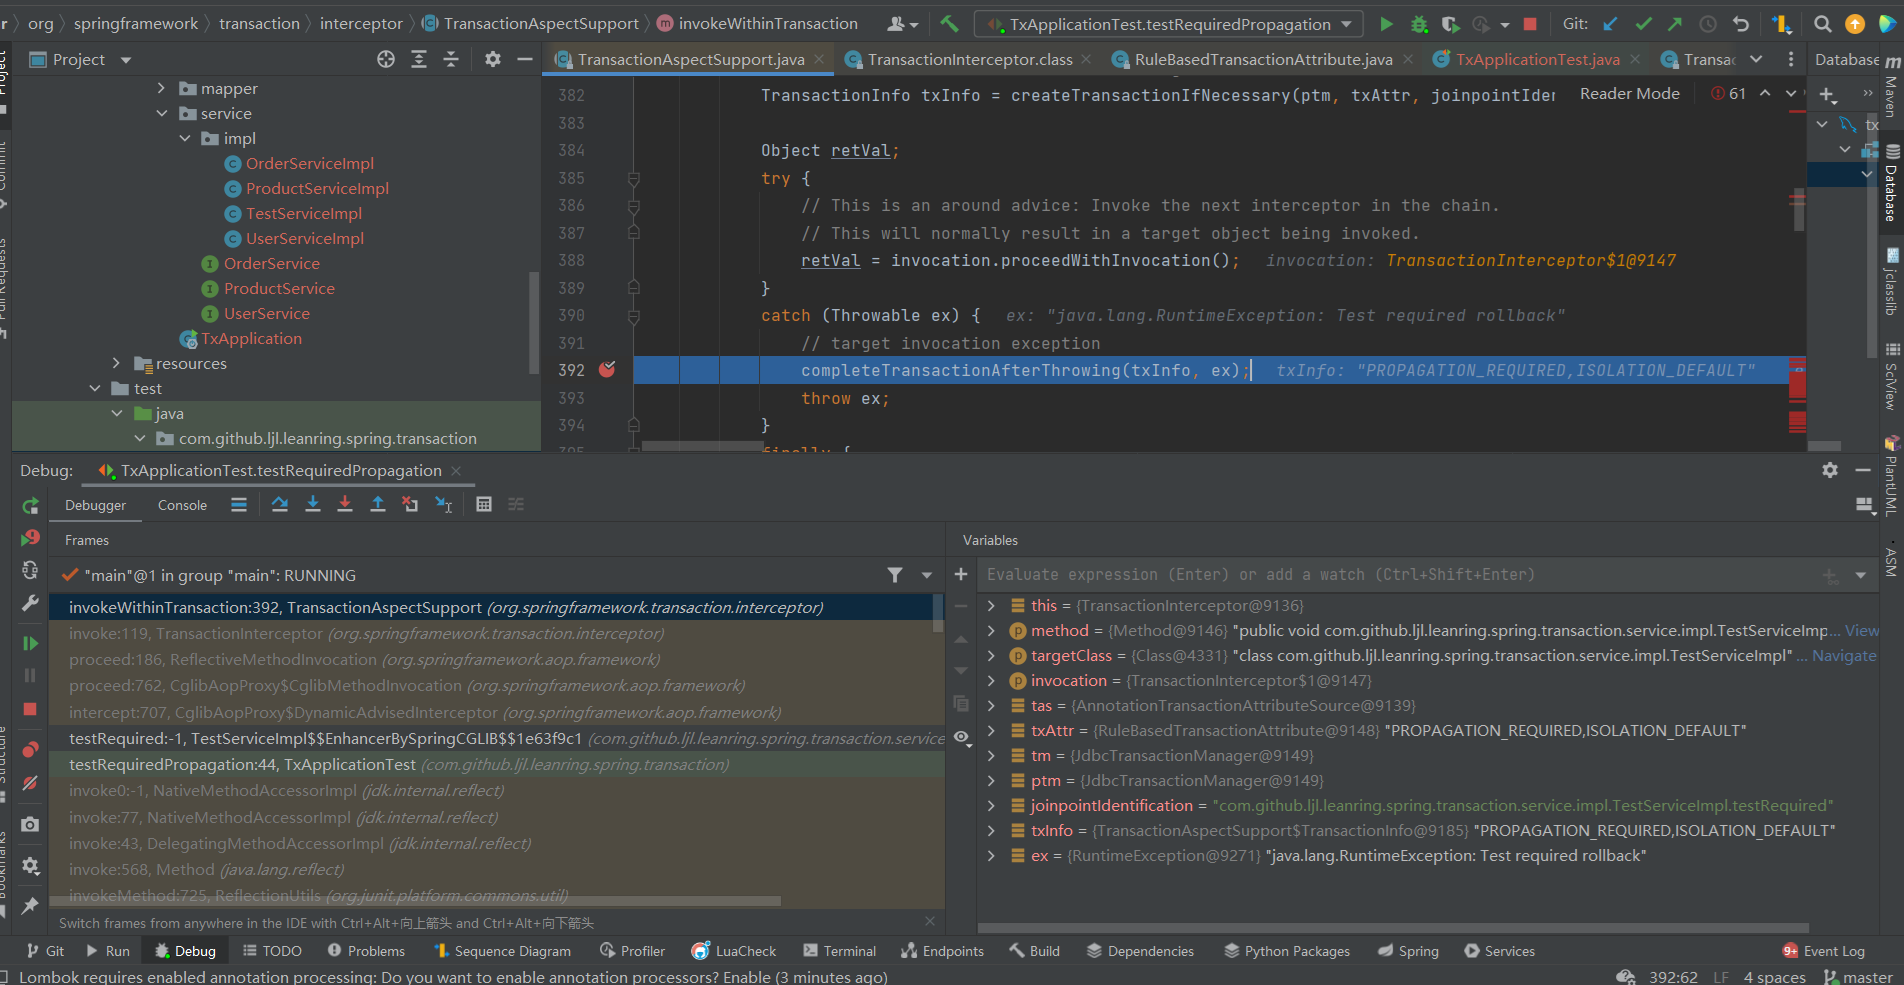 r org springframework transaction interceptor TransactionAspectSupport invokeWithinTransaction TxApplicationTest.testRequiredPropagation Git:
Project
TransactionAspectSupport.java TransactionInterceptor.class RuleBasedTransactionAttribute.java TxApplicationTest.java Transac Database
mapper
service
impl
OrderServiceImpl
ProductServiceImpl
TestServiceImpl
UserServiceImpl
OrderService
ProductService
UserService
TxApplication
resources
test
java
com.github.ljl.leanring.spring.transaction
382 TransactionInfo txInfo = createTransactionIfNecessary(ptm, txAttr, joinpointIden Reader Mode 61
383
384 Object retVal;
385 try {
386 // This is an around advice: Invoke the next interceptor in the chain.
387 // This will normally result in a target object being invoked.
388 retVal = invocation.proceedWithInvocation(); invocation: TransactionInterceptor$1@9147
389 }
390 catch (Throwable ex) { ex: "java.lang.RuntimeException: Test required rollback"
391 // target invocation exception
392 completeTransactionAfterThrowing(txInfo, ex); txInfo: "PROPAGATION_REQUIRED,ISOLATION_DEFAULT"
393 throw ex;
394 }
395 finally {
tx
Maven
Database
jclasslib
SciView
PlantUML
ASM
Project
Commit
Pull Requests
Structure
Bookmarks
Debug: TxApplicationTest.testRequiredPropagation
Debugger Console
Frames
"main"@1 in group "main": RUNNING
invokeWithinTransaction:392, TransactionAspectSupport (org.springframework.transaction.interceptor)
invoke:119, TransactionInterceptor (org.springframework.transaction.interceptor)
proceed:186, ReflectiveMethodInvocation (org.springframework.aop.framework)
proceed:762, CglibAopProxy$CglibMethodInvocation (org.springframework.aop.framework)
intercept:707, CglibAopProxy$DynamicAdvisedInterceptor (org.springframework.aop.framework)
testRequired:-1, TestServiceImpl$$EnhancerBySpringCGLIB$$1e63f9c1 (com.github.ljl.leanring.spring.transaction.service
testRequiredPropagation:44, TxApplicationTest (com.github.ljl.leanring.spring.transaction)
invoke0:-1, NativeMethodAccessorImpl (jdk.internal.reflect)
invoke:77, NativeMethodAccessorImpl (jdk.internal.reflect)
invoke:43, DelegatingMethodAccessorImpl (jdk.internal.reflect)
invoke:568, Method (java.lang.reflect)
invokeMethod:725, ReflectionUtils (org.junit.platform.commons.util)
Switch frames from anywhere in the IDE with Ctrl+Alt+向上箭头 and Ctrl+Alt+向下箭头
Variables
Evaluate expression (Enter) or add a watch (Ctrl+Shift+Enter)
this = {TransactionInterceptor@9136}
method = {Method@9146} "public void com.github.ljl.leanring.spring.transaction.service.impl.TestServiceImp... View
targetClass = {Class@4331} "class com.github.ljl.leanring.spring.transaction.service.impl.TestServiceImpl" ... Navigate
invocation = {TransactionInterceptor$1@9147}
tas = {AnnotationTransactionAttributeSource@9139}
txAttr = {RuleBasedTransactionAttribute@9148} "PROPAGATION_REQUIRED,ISOLATION_DEFAULT"
tm = {JdbcTransactionManager@9149}
ptm = {JdbcTransactionManager@9149}
joinpointIdentification = "com.github.ljl.leanring.spring.transaction.service.impl.TestServiceImpl.testRequired"
txInfo = {TransactionAspectSupport$TransactionInfo@9185} "PROPAGATION_REQUIRED,ISOLATION_DEFAULT"
ex = {RuntimeException@9271} "java.lang.RuntimeException: Test required rollback"
Git Run Debug TODO Problems Sequence Diagram Profiler LuaCheck Terminal Endpoints Build Dependencies Python Packages Spring Services 9+ Event Log
Lombok requires enabled annotation processing: Do you want to enable annotation processors? Enable (3 minutes ago) 392:62 LF 4 spaces master